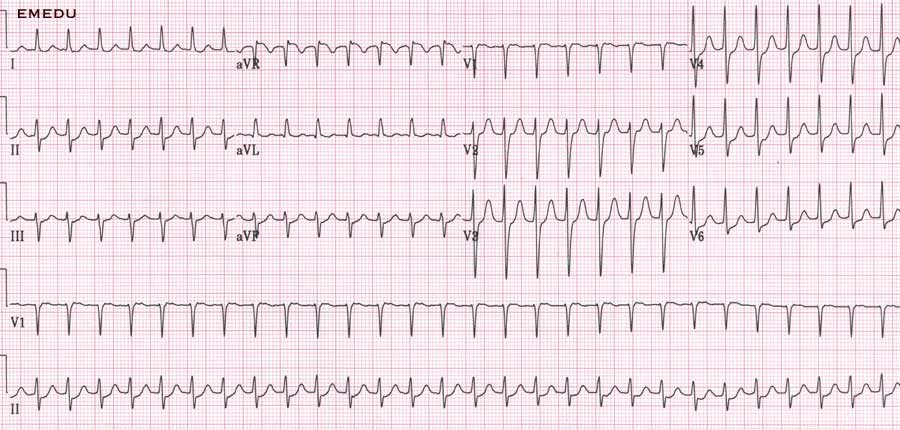 EMEDU
I aVR V1 V4
II aVL V2 V5
III aVF V3 V6
V1
II